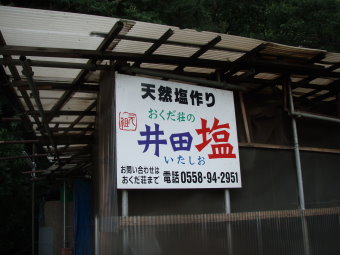 天然塩作り
おくだ荘の
井田塩
いたしお
お問い合わせは
おくだ荘まで
電話0558-94-2951